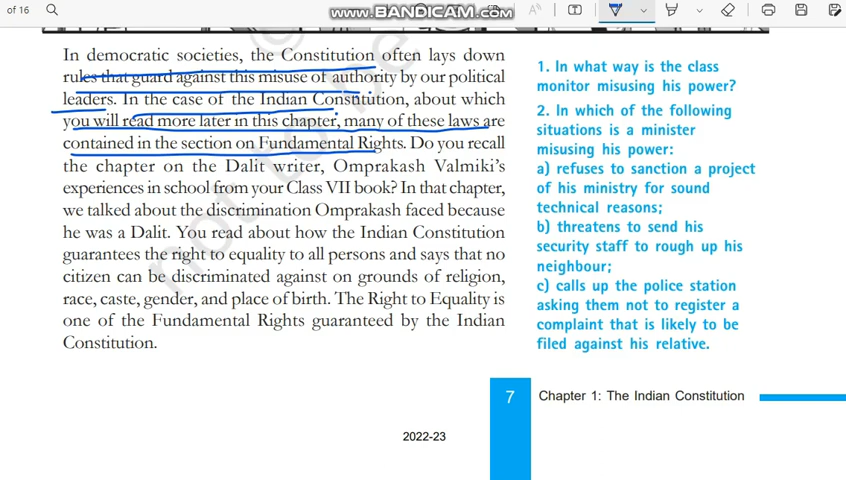 of 16
www.BANDICAM.com
In democratic societies, the Constitution often lays down
rules that guard against this misuse of authority by our political
leaders. In the case of the Indian Constitution, about which
you will read more later in this chapter, many of these laws are
contained in the section on Fundamental Rights. Do you recall
the chapter on the Dalit writer, Omprakash Valmiki's
experiences in school from your Class VII book? In that chapter,
we talked about the discrimination Omprakash faced because
he was a Dalit. You read about how the Indian Constitution
guarantees the right to equality to all persons and says that no
citizen can be discriminated against on grounds of religion,
race, caste, gender, and place of birth. The Right to Equality is
one of the Fundamental Rights guaranteed by the Indian
Constitution.
1. In what way is the class
monitor misusing his power?
2. In which of the following
situations is a minister
misusing his power:
a) refuses to sanction a project
of his ministry for sound
technical reasons;
b) threatens to send his
security staff to rough up his
neighbour;
c) calls up the police station
asking them not to register a
complaint that is likely to be
filed against his relative.
7
Chapter 1: The Indian Constitution
2022-23
not to be